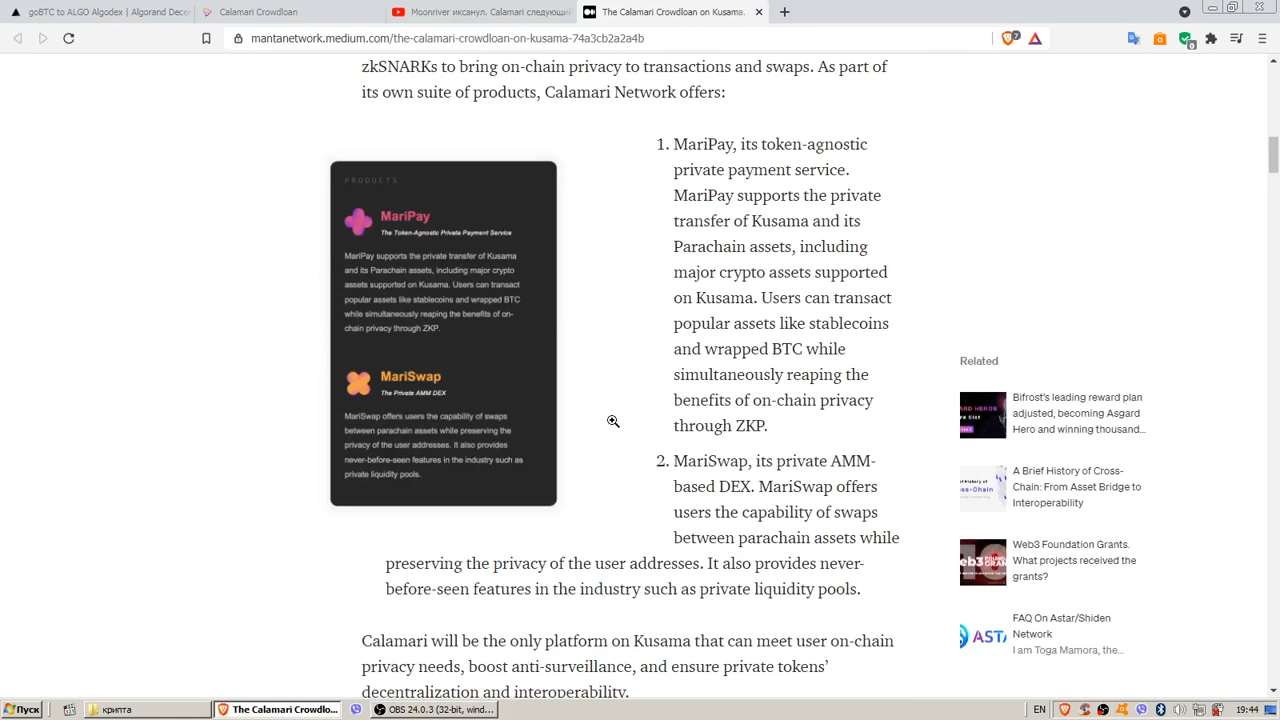 goBTC to ALGO Algodex | Algorand Dece
Calamari Crowdloan
Moonriver иксанул. Calamari следующий
The Calamari Crowdloan on Kusama.
mantanetwork.medium.com/the-calamari-crowdloan-on-kusama-74a3cb2a2a4b
zkSNARKs to bring on-chain privacy to transactions and swaps. As part of
its own suite of products, Calamari Network offers:
PRODUCTS
MariPay
The Token-Agnostic Private Payment Service
MariPay supports the private transfer of Kusama
and its Parachain assets, including major crypto
assets supported on Kusama. Users can transact
popular assets like stablecoins and wrapped BTC
while simultaneously reaping the benefits of on-
chain privacy through ZKP.
MariSwap
The Private AMM DEX
MariSwap offers users the capability of swaps
between parachain assets while preserving the
privacy of the user addresses. It also provides
never-before-seen features in the industry such as
private liquidity pools.
1. MariPay, its token-agnostic
private payment service.
MariPay supports the private
transfer of Kusama and its
Parachain assets, including
major crypto assets supported
on Kusama. Users can transact
popular assets like stablecoins
and wrapped BTC while
simultaneously reaping the
benefits of on-chain privacy
through ZKP.
2. MariSwap, its private AMM-
based DEX. MariSwap offers
users the capability of swaps
between parachain assets while
preserving the privacy of the user addresses. It also provides never-
before-seen features in the industry such as private liquidity pools.
Calamari will be the only platform on Kusama that can meet user on-chain
privacy needs, boost anti-surveillance, and ensure private tokens’
decentralization and interoperability.
Related
Bifrost’s leading reward plan
adjusted, becoming Asgard
Hero and winning thousand...
A Brief History of Cross-
Chain: From Asset Bridge to
Interoperability
Web3 Foundation Grants.
What projects received the
grants?
FAQ On Astar/Shiden
Network
I am Toga Mamora, the...
ASTA
Пуск
крипта
The Calamari Crowdlo...
OBS 24.0.3 (32-bit, wind...
EN
19:44